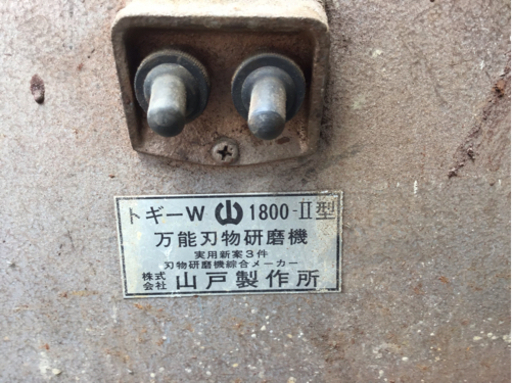 トギーW 山 1800-II型
万能刃物研磨機
実用新案3件
刃物研磨機綜合メーカー
株式会社 山戸製作所